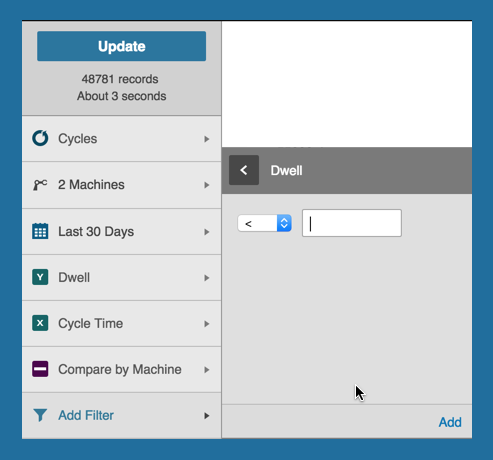 Update
48781 records
About 3 seconds
Cycles
2 Machines
Last 30 Days
Y Dwell
X Cycle Time
Compare by Machine
Add Filter
Dwell
<
Add